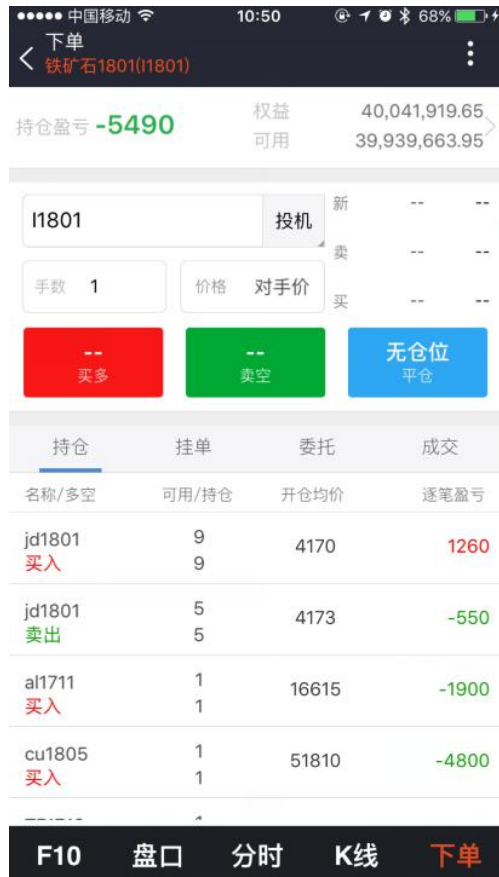 中国移动 10:50 68%
下单
铁矿石1801(I1801)
持仓盈亏 -5490
权益 40,041,919.65
可用 39,939,663.95
I1801 投机
新 -- --
卖 -- --
买 -- --
手数 1 价格 对手价
-- -- 无仓位
买多 卖空 平仓
持仓 挂单 委托 成交
名称/多空 可用/持仓 开仓均价 逐笔盈亏
jd1801 9 4170 1260
买入 9
jd1801 5 4173 -550
卖出 5
al1711 1 16615 -1900
买入 1
cu1805 1 51810 -4800
买入 1
F10 盘口 分时 K线 下单